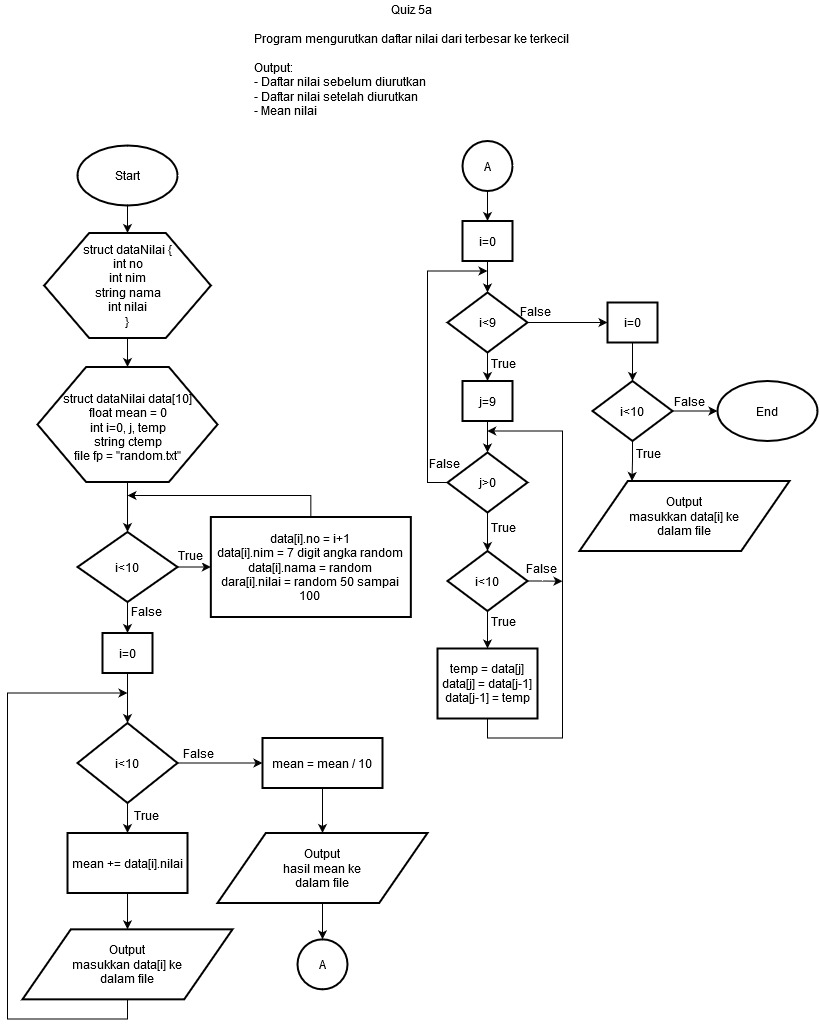 Quiz 5a
Program mengurutkan daftar nilai dari terbesar ke terkecil
Output:
- Daftar nilai sebelum diurutkan
- Daftar nilai setelah diurutkan
- Mean nilai
Start
struct dataNilai {
int no
int nim
string nama
int nilai
}
struct dataNilai data[10]
float mean = 0
int i=0, j, temp
string ctemp
file fp = "random.txt"
i<10
True
data[i].no = i+1
data[i].nim = 7 digit angka random
data[i].nama = random
dara[i].nilai = random 50 sampai
100
False
i=0
i<10
False
mean = mean / 10
True
mean += data[i].nilai
Output
masukkan data[i] ke
dalam file
Output
hasil mean ke
dalam file
A
A
i=0
i<9
False
i=0
True
j=9
i<10
False
End
True
Output
masukkan data[i] ke
dalam file
j>0
False
True
i<10
False
True
temp = data[j]
data[j] = data[j-1]
data[j-1] = temp